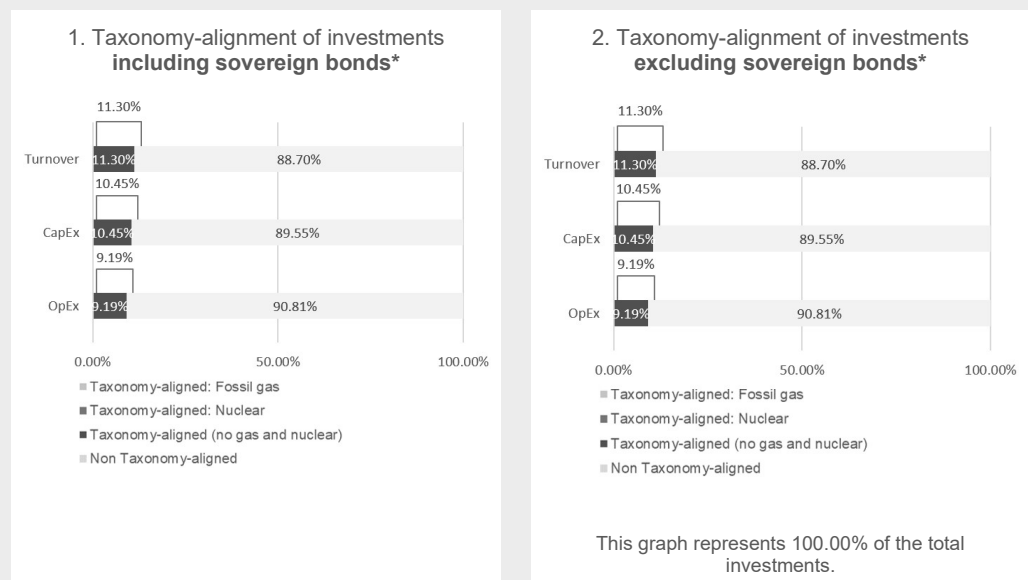 1. Taxonomy-alignment of investments
including sovereign bonds*
11.30%
Turnover
11.30%
88.70%
10.45%
CapEx
10.45%
89.55%
9.19%
OpEx
9.19%
90.81%
0.00%
50.00%
100.00%
Taxonomy-aligned: Fossil gas
Taxonomy-aligned: Nuclear
Taxonomy-aligned (no gas and nuclear)
Non Taxonomy-aligned
2. Taxonomy-alignment of investments
excluding sovereign bonds*
11.30%
Turnover
11.30%
88.70%
10.45%
CapEx
10.45%
89.55%
9.19%
OpEx
9.19%
90.81%
0.00%
50.00%
100.00%
Taxonomy-aligned: Fossil gas
Taxonomy-aligned: Nuclear
Taxonomy-aligned (no gas and nuclear)
Non Taxonomy-aligned
This graph represents 100.00% of the total
investments.